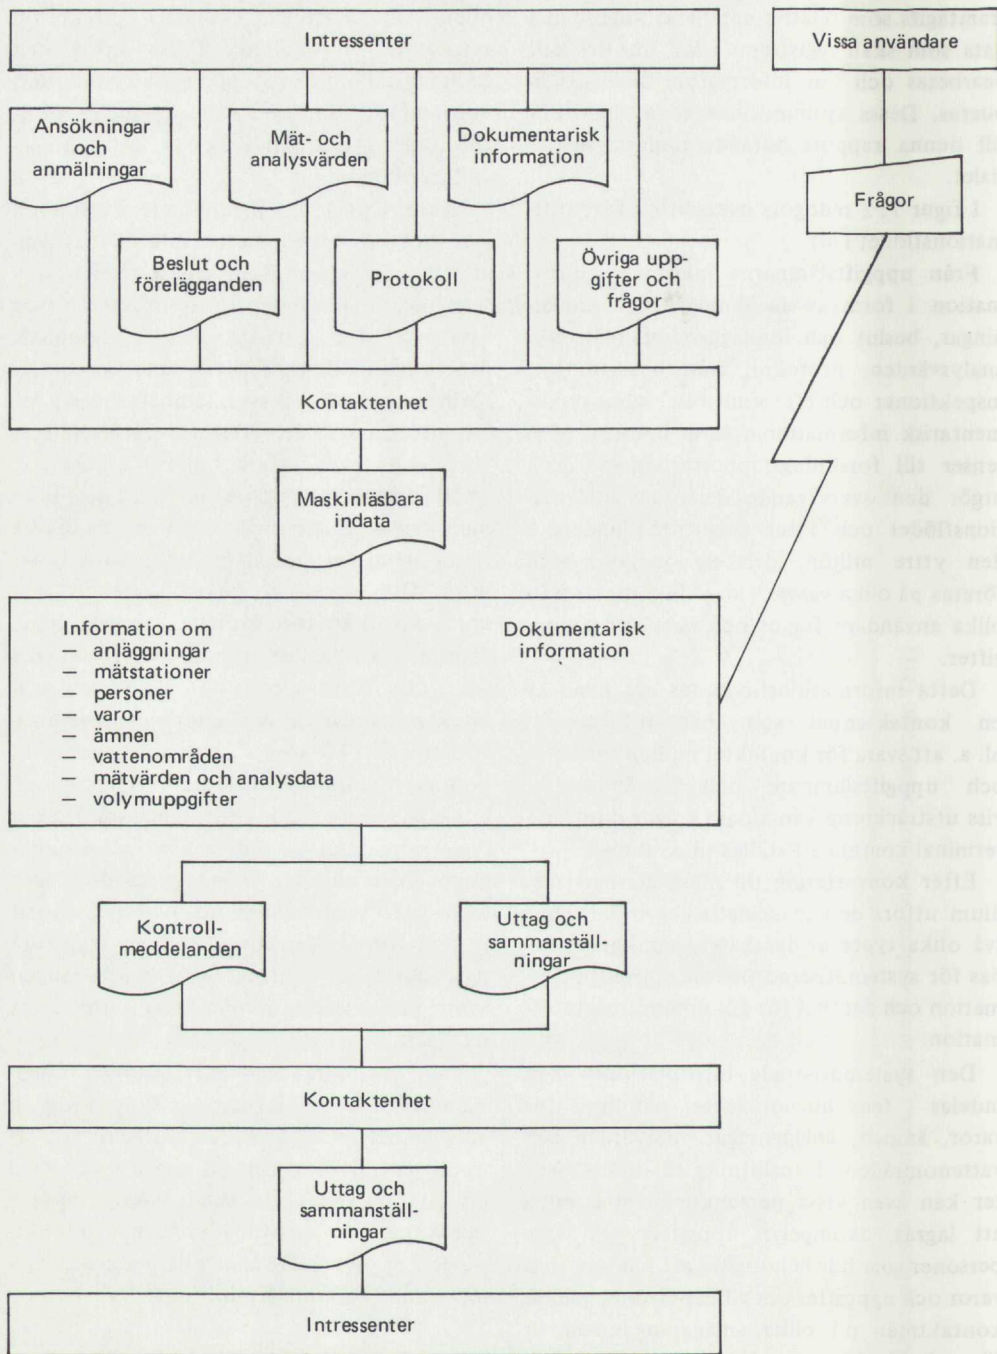 Intressenter
Vissa användare
Ansökningar
och
anmälningar
Mät- och
analysvärden
Dokumentarisk
information
Frågor
Beslut och
förelägganden
Protokoll
Övriga upp-
gifter och
frågor
Kontaktenhet
Maskinläsbara
indata
Information om
— anläggningar
— mätstationer
— personer
— varor
— ämnen
— vattenområden
— mätvärden och analysdata
— volymuppgifter
Dokumentarisk
information
Kontroll-
meddelanden
Uttag och
sammanställ-
ningar
Kontaktenhet
Uttag och
sammanställ-
ningar
Intressenter